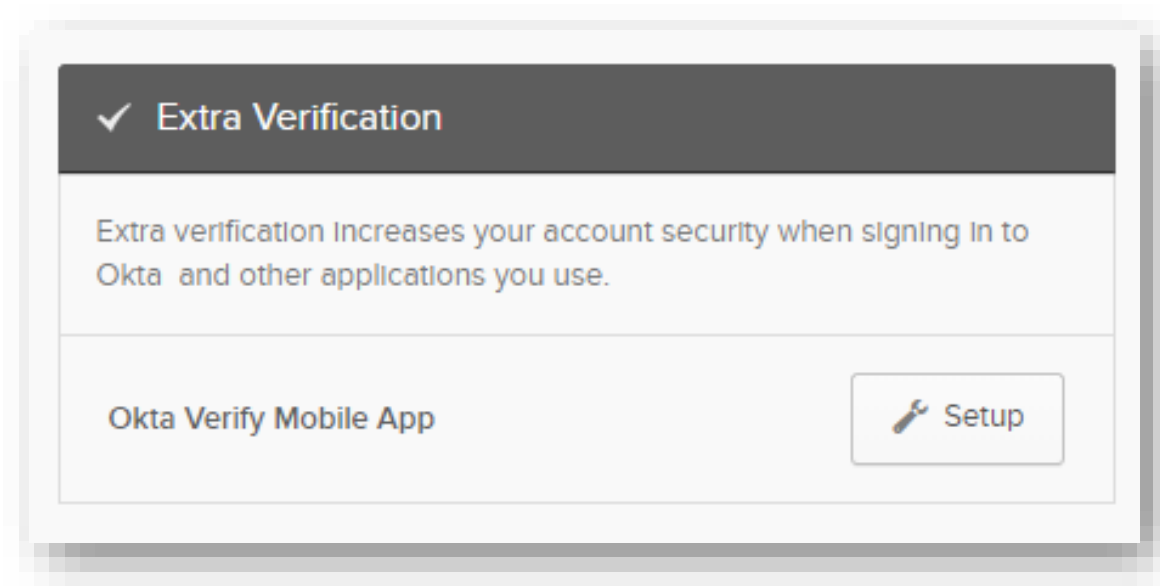 Extra Verification
Extra verification increases your account security when signing in to
Okta and other applications you use.
Okta Verify Mobile App
Setup